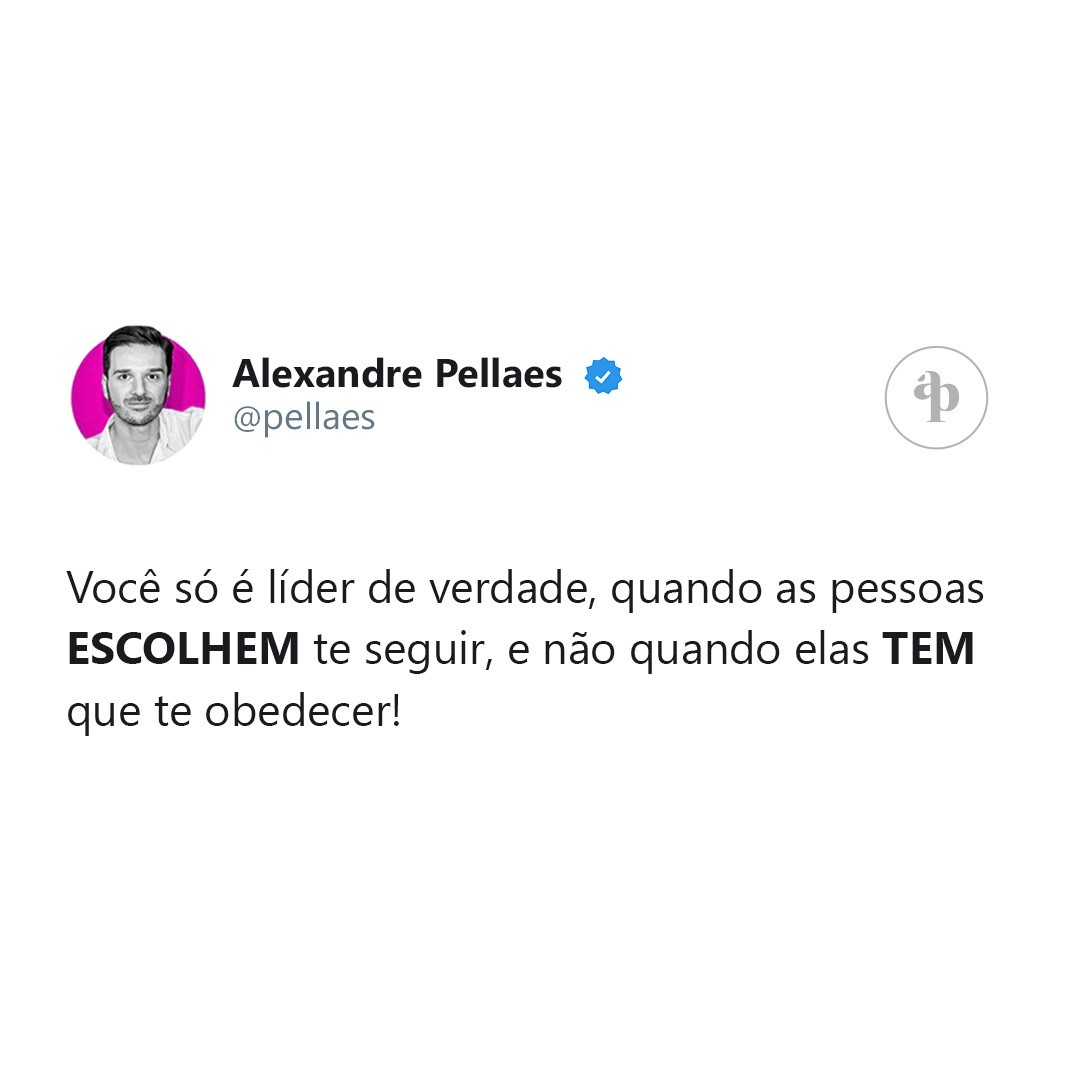 Alexandre Pellaes
@pellaes
ap
Você só é líder de verdade, quando as pessoas
ESCOLHEM te seguir, e não quando elas TEM
que te obedecer!